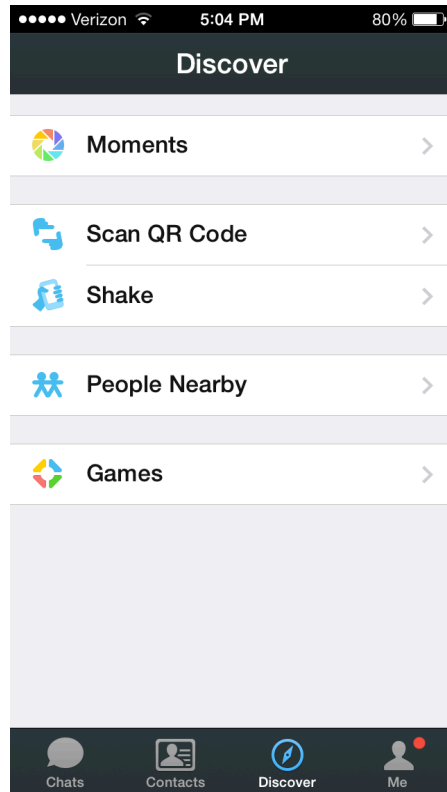 Verizon 5:04 PM 80%
Discover
Moments
Scan QR Code
Shake
People Nearby
Games
Chats Contacts Discover Me